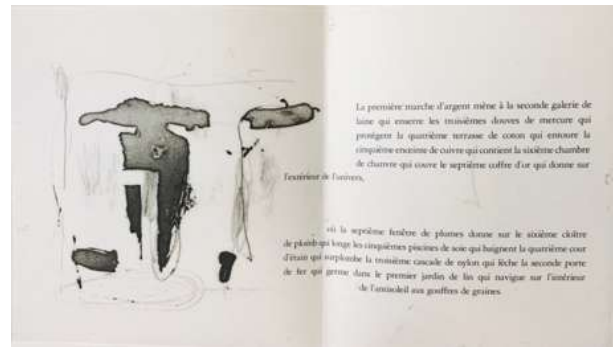 La première marche d'argent mène à la seconde galerie de
laine qui enserre les troisièmes douves de mercure qui
protègent la quatrième terrasse de coton qui entoure la
cinquième enceinte de cuivre qui contient la sixième chambre
de chanvre qui couvre le septième coffre d'or qui donne sur
l'extérieur de l'univers,
où la septième fenêtre de plumes donne sur le sixième cloître
de plomb qui longe les cinquièmes piscines de soie qui baignent la quatrième cour
d'étain qui surplombe la troisième cascade de nylon qui lèche la seconde porte
de fer qui germe dans le premier jardin de lin qui navigue sur l'intérieur
de l'antisoleil aux gouffres de graines.